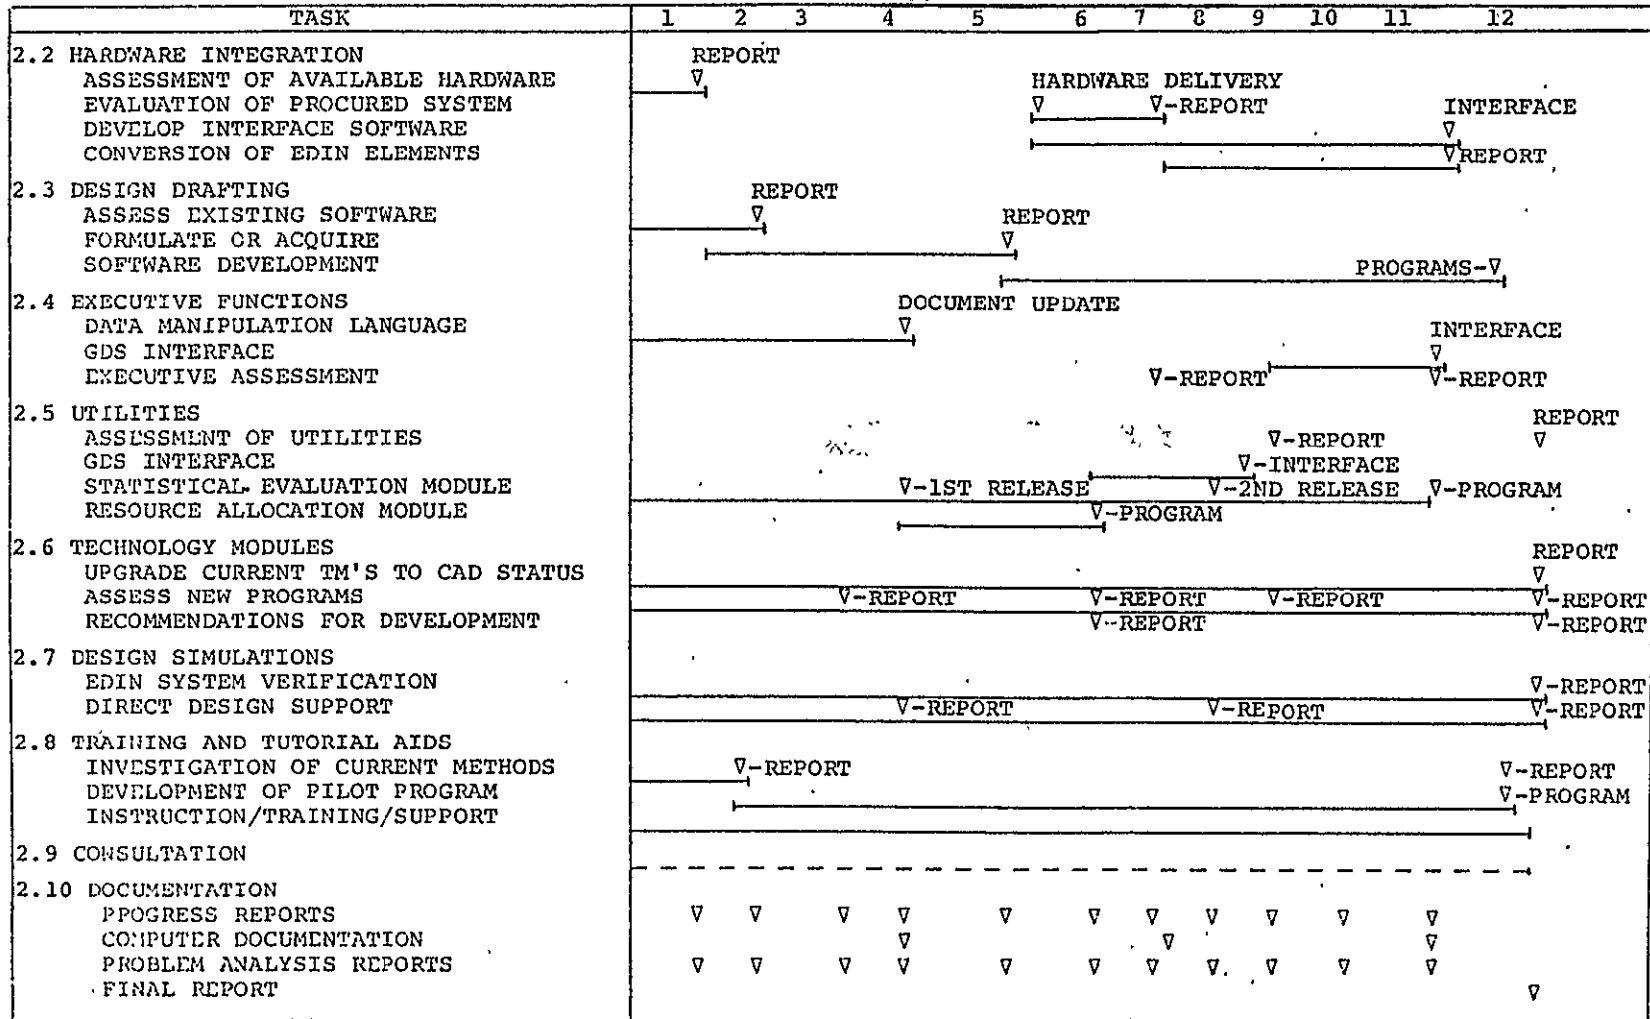 TASK 1 2 3 4 5 6 7 8 9 10 11 12
2.2 HARDWARE INTEGRATION REPORT
ASSESSMENT OF AVAILABLE HARDWARE ∇ HARDWARE DELIVERY
EVALUATION OF PROCURED SYSTEM ∇ ∇-REPORT INTERFACE
DEVELOP INTERFACE SOFTWARE ∇
CONVERSION OF EDIN ELEMENTS ∇REPORT
2.3 DESIGN DRAFTING REPORT
ASSESS EXISTING SOFTWARE ∇ REPORT
FORMULATE OR ACQUIRE ∇
SOFTWARE DEVELOPMENT PROGRAMS-∇
2.4 EXECUTIVE FUNCTIONS DOCUMENT UPDATE
DATA MANIPULATION LANGUAGE ∇ INTERFACE
GDS INTERFACE ∇
EXECUTIVE ASSESSMENT ∇-REPORT ∇-REPORT
2.5 UTILITIES REPORT
ASSESSMENT OF UTILITIES ∇-REPORT ∇
GDS INTERFACE ∇-INTERFACE
STATISTICAL EVALUATION MODULE ∇-1ST RELEASE ∇-2ND RELEASE ∇-PROGRAM
RESOURCE ALLOCATION MODULE ∇-PROGRAM
2.6 TECHNOLOGY MODULES REPORT
UPGRADE CURRENT TM'S TO CAD STATUS ∇
ASSESS NEW PROGRAMS ∇-REPORT ∇-REPORT ∇-REPORT ∇-REPORT
RECOMMENDATIONS FOR DEVELOPMENT ∇--REPORT ∇-REPORT
2.7 DESIGN SIMULATIONS
EDIN SYSTEM VERIFICATION ∇-REPORT
DIRECT DESIGN SUPPORT ∇-REPORT ∇-REPORT ∇-REPORT
2.8 TRAINING AND TUTORIAL AIDS
INVESTIGATION OF CURRENT METHODS ∇-REPORT ∇-REPORT
DEVELOPMENT OF PILOT PROGRAM ∇-PROGRAM
INSTRUCTION/TRAINING/SUPPORT
2.9 CONSULTATION
2.10 DOCUMENTATION
PROGRESS REPORTS ∇ ∇ ∇ ∇ ∇ ∇ ∇ ∇ ∇ ∇ ∇
COMPUTER DOCUMENTATION ∇ ∇ ∇
PROBLEM ANALYSIS REPORTS ∇ ∇ ∇ ∇ ∇ ∇ ∇ ∇ ∇ ∇ ∇
FINAL REPORT ∇